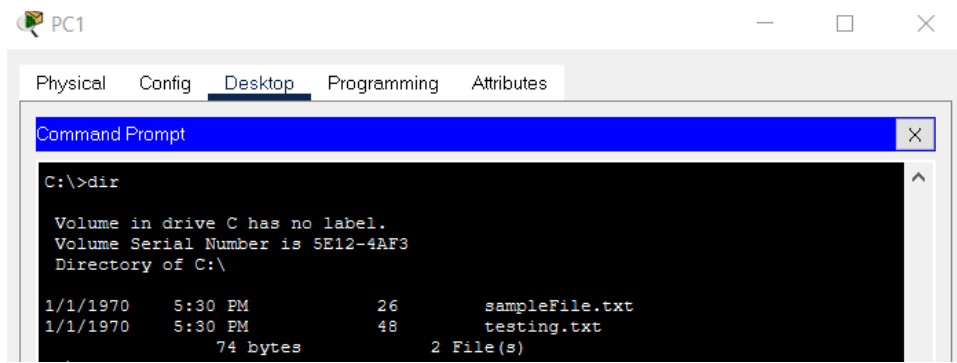 PC1
Physical Config Desktop Programming Attributes
Command Prompt X
C:\>dir
Volume in drive C has no label.
Volume Serial Number is 5E12-4AF3
Directory of C:\
1/1/1970 5:30 PM 26 sampleFile.txt
1/1/1970 5:30 PM 48 testing.txt
74 bytes 2 File(s)